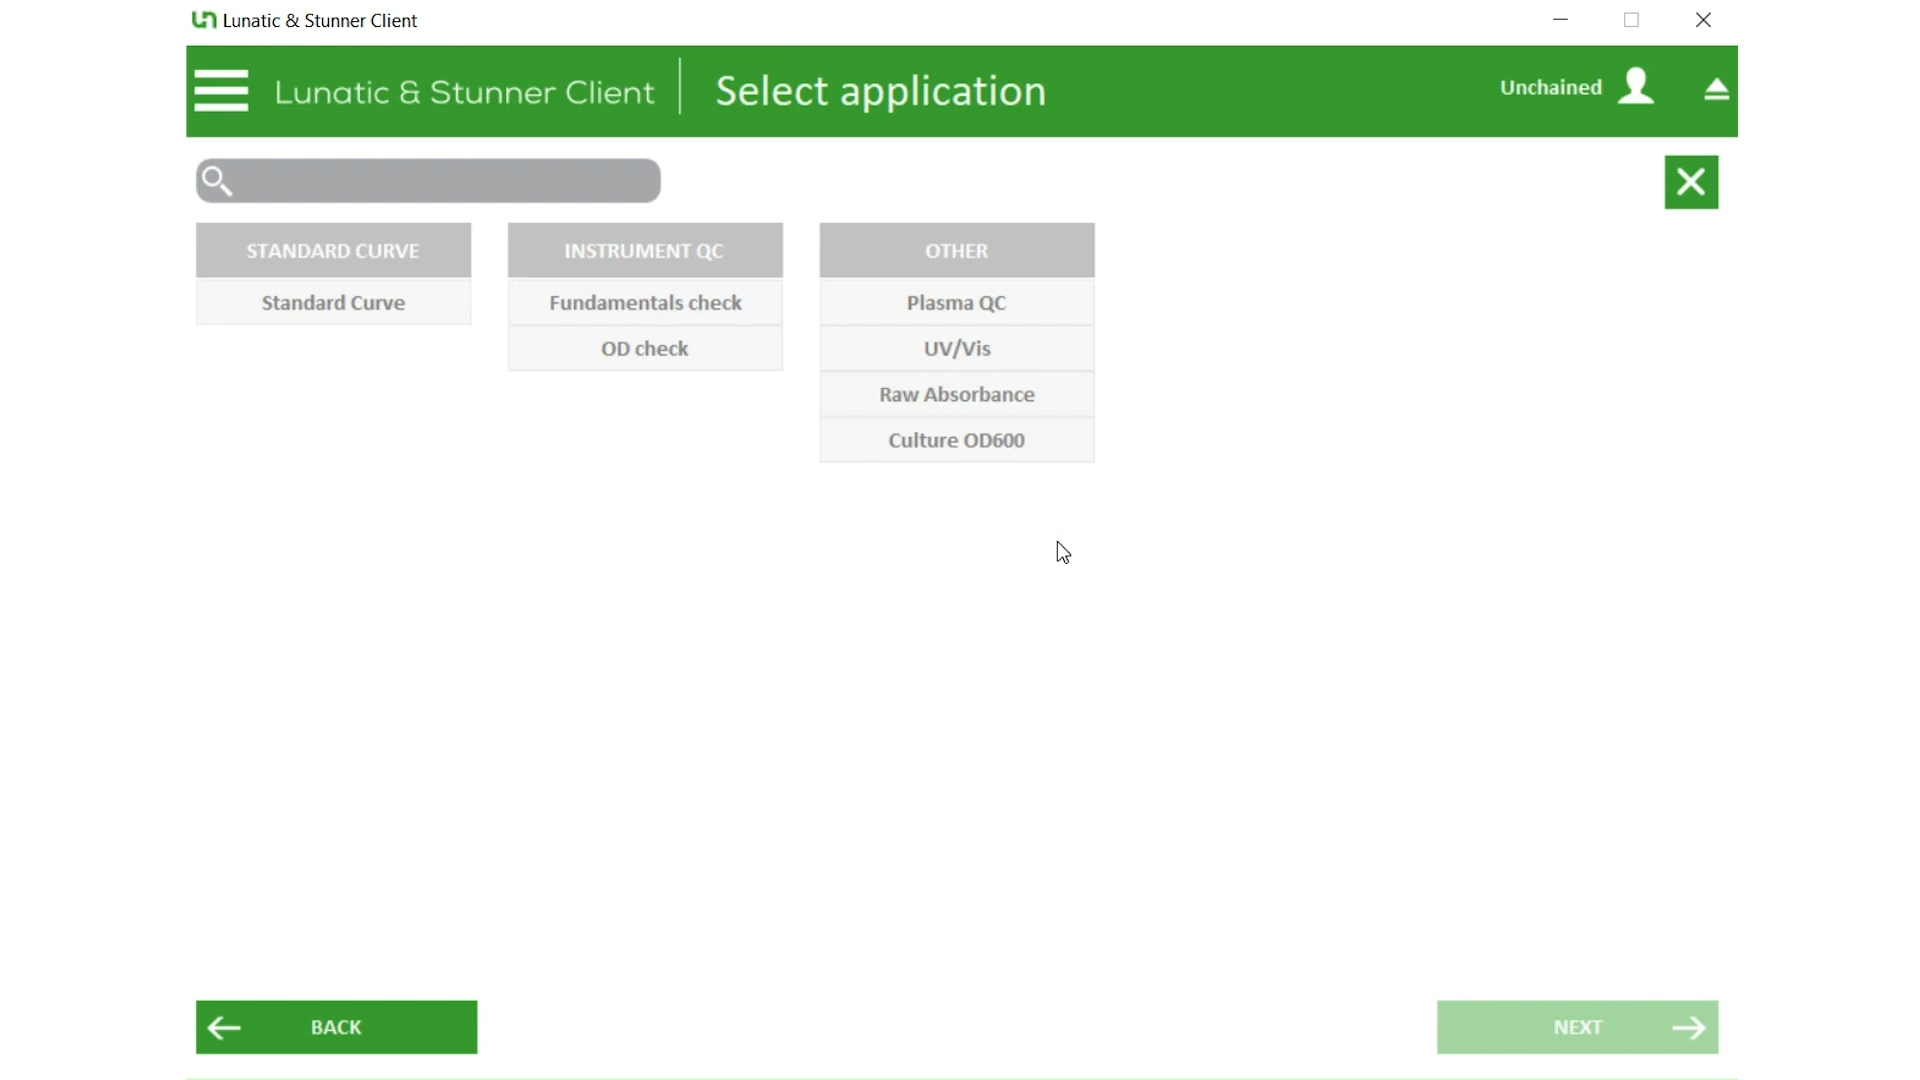 Lunatic & Stunner Client
Lunatic & Stunner Client
Select application
Unchained
STANDARD CURVE
Standard Curve
INSTRUMENT QC
Fundamentals check
OD check
OTHER
Plasma QC
UV/Vis
Raw Absorbance
Culture OD600
BACK
NEXT